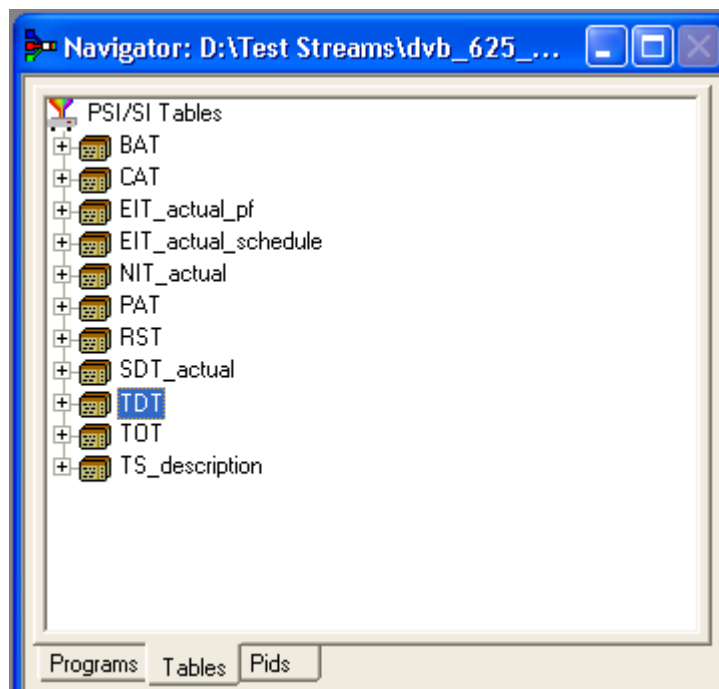 Navigator: D:\Test Streams\dvb_625_...
PSI/SI Tables
BAT
CAT
EIT_actual_pf
EIT_actual_schedule
NIT_actual
PAT
RST
SDT_actual
TDT
TOT
TS_description
Programs Tables Pids